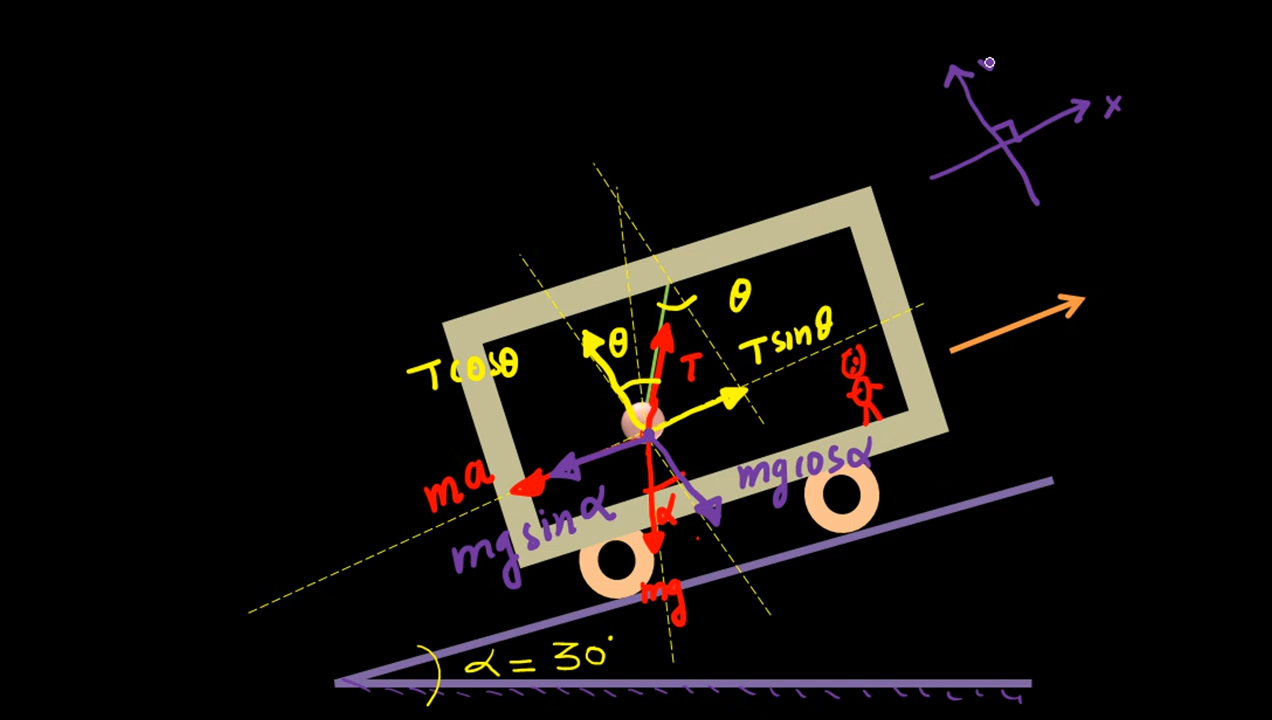 x
θ
Tsinθ
θ
T
Tcosθ
ma
mgcosα
mgsinα
α
mg
α = 30°